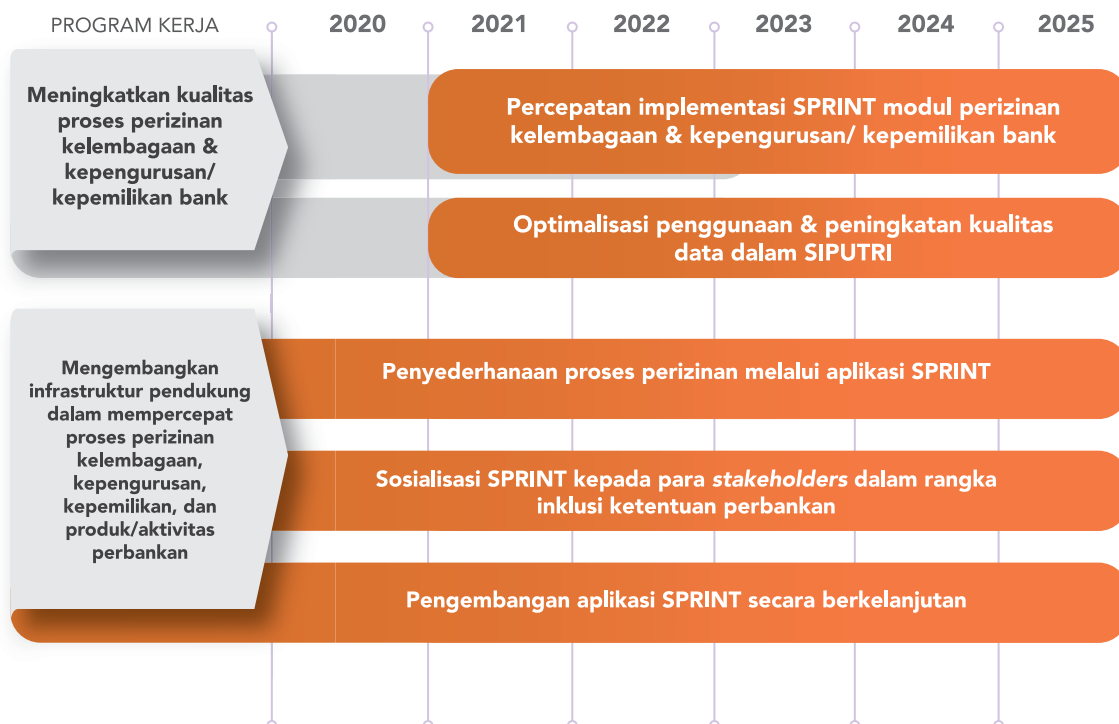 PROGRAM KERJA 2020 2021 2022 2023 2024 2025
Meningkatkan kualitas
proses perizinan
kelembagaan &
kepengurusan/
kepemilikan bank
Percepatan implementasi SPRINT modul perizinan
kelembagaan & kepengurusan/ kepemilikan bank
Optimalisasi penggunaan & peningkatan kualitas
data dalam SIPUTRI
Mengembangkan
infrastruktur pendukung
dalam mempercepat
proses perizinan
kelembagaan,
kepengurusan,
kepemilikan, dan
produk/aktivitas
perbankan
Penyederhanaan proses perizinan melalui aplikasi SPRINT
Sosialisasi SPRINT kepada para stakeholders dalam rangka
inklusi ketentuan perbankan
Pengembangan aplikasi SPRINT secara berkelanjutan